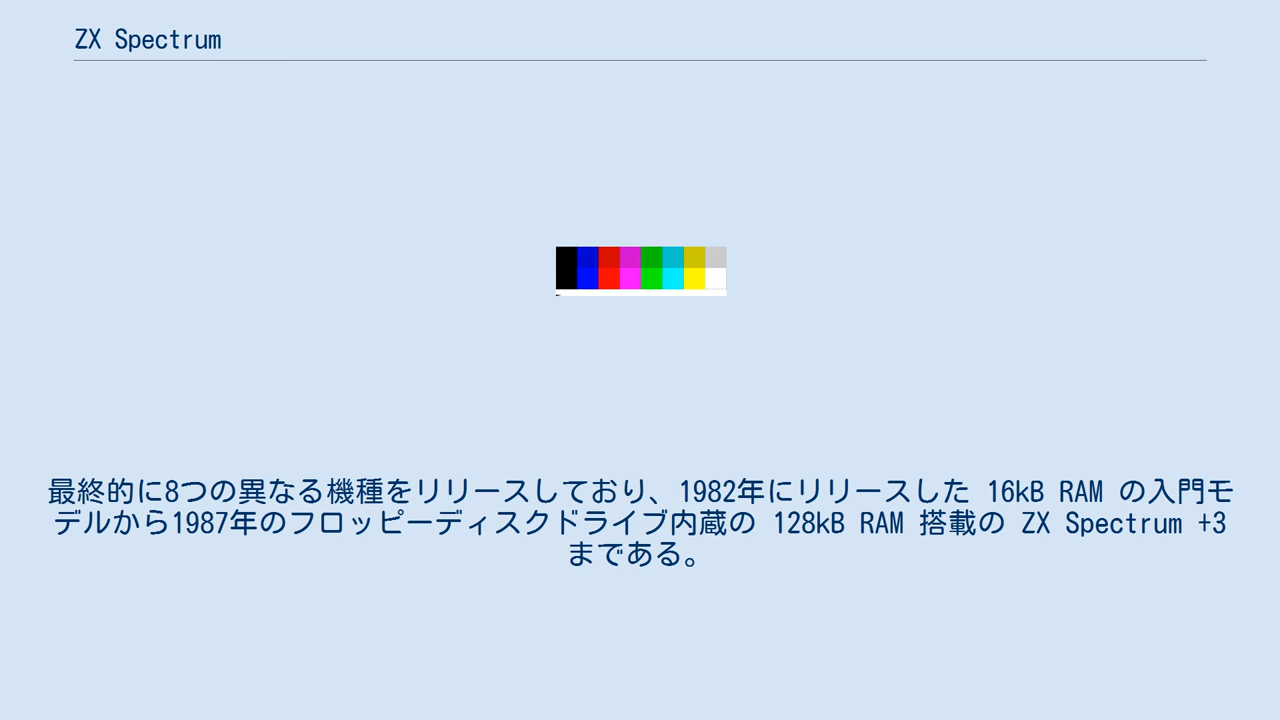 ZX Spectrum
最終的に8つの異なる機種をリリースしており、1982年にリリースした 16kB RAM の入門モ
デルから1987年のフロッピーディスクドライブ内蔵の 128kB RAM 搭載の ZX Spectrum +3
まである。